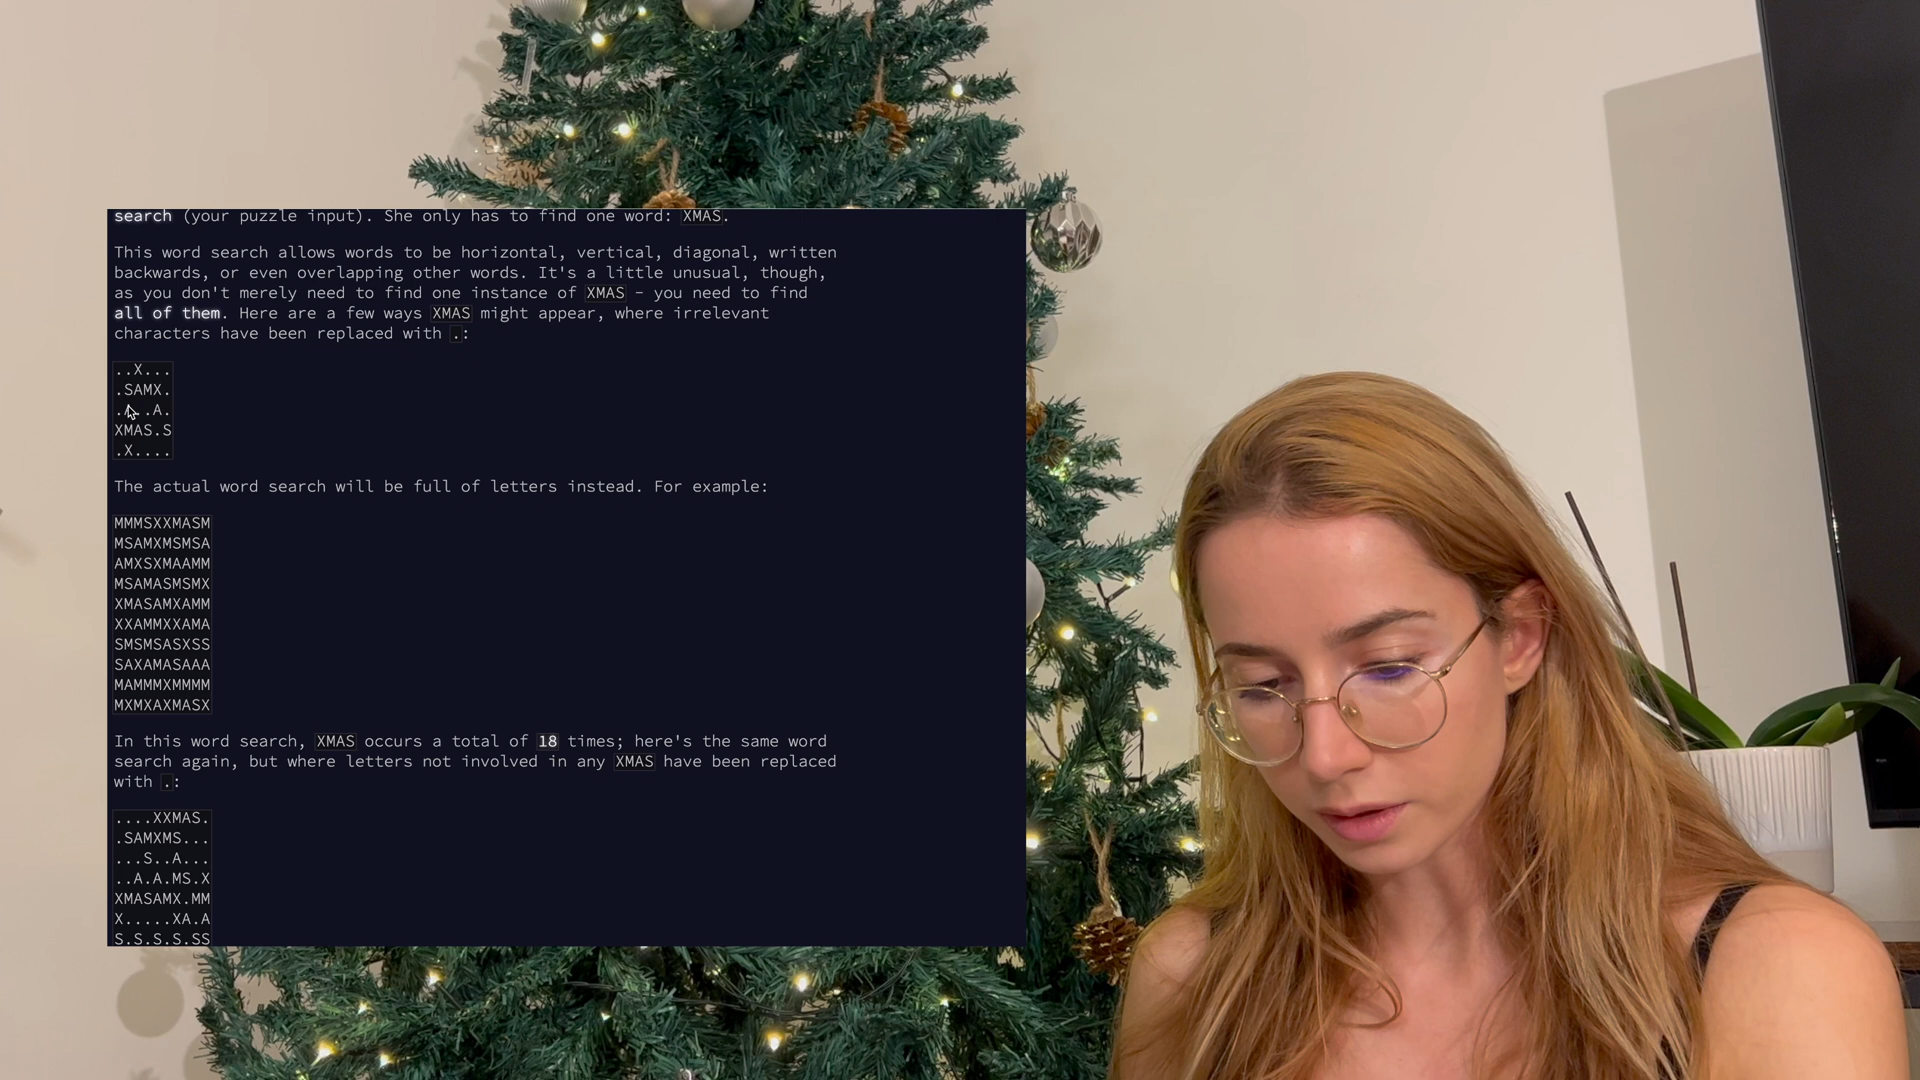 search (your puzzle input). She only has to find one word: XMAS.
This word search allows words to be horizontal, vertical, diagonal, written
backwards, or even overlapping other words. It's a little unusual, though,
as you don't merely need to find one instance of XMAS - you need to find
all of them. Here are a few ways XMAS might appear, where irrelevant
characters have been replaced with .:
..X...
.SAMX.
.A..A.
XMAS.S
.X....
The actual word search will be full of letters instead. For example:
MMMSXXMASM
MSAMXMSMSA
AMXSXMAAMM
MSAMASMSMX
XMASAMXAMM
XXAMMXXAMA
SMSMSASXSS
SAXAMASAAA
MAMMMXMMMM
MXMXAXMASX
In this word search, XMAS occurs a total of 18 times; here's the same word
search again, but where letters not involved in any XMAS have been replaced
with .:
....XXMAS.
.SAMXMS...
...S..A...
..A.A.MS.X
XMASAMX.MM
X.....XA.A
S.S.S.S.SS